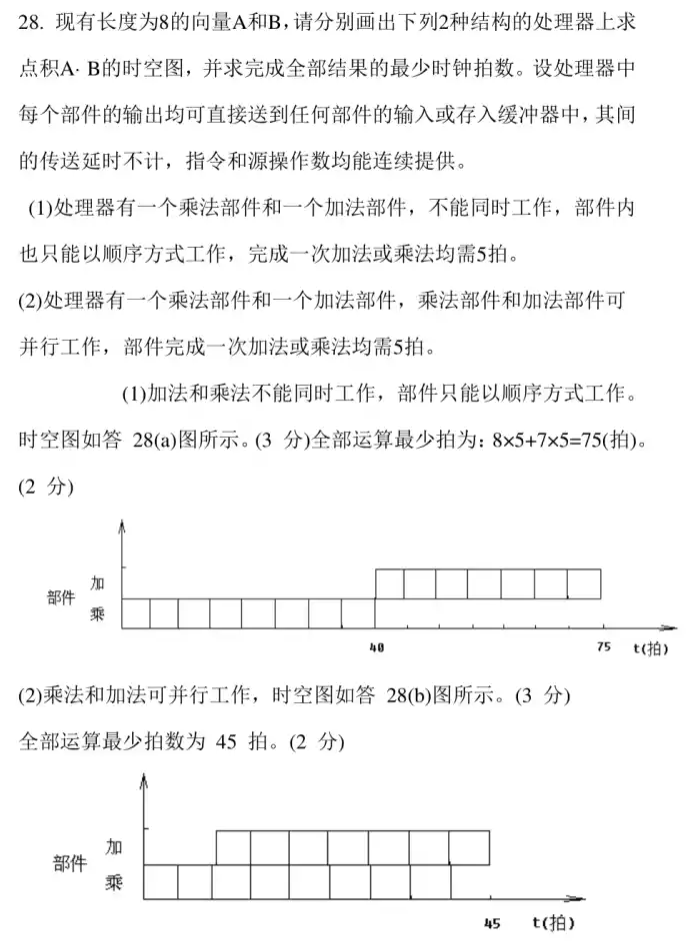 28. 现有长度为8的向量A和B,请分别画出下列2种结构的处理器上求
点积A· B的时空图，并求完成全部结果的最少时钟拍数。设处理器中
每个部件的输出均可直接送到任何部件的输入或存入缓冲器中,其间
的传送延时不计，指令和源操作数均能连续提供。
(1)处理器有一个乘法部件和一个加法部件，不能同时工作，部件内
也只能以顺序方式工作，完成一次加法或乘法均需5拍。
(2)处理器有一个乘法部件和一个加法部件，乘法部件和加法部件可
并行工作，部件完成一次加法或乘法均需5拍。
(1)加法和乘法不能同时工作，部件只能以顺序方式工作。
时空图如答 28(a)图所示。(3 分)全部运算最少拍为: 8×5+7×5=75(拍)。
(2 分)
加
部件
乘
40 75 t(拍)
(2)乘法和加法可并行工作，时空图如答 28(b)图所示。(3 分)
全部运算最少拍数为 45 拍。(2 分)
加
部件
乘
45 t(拍)